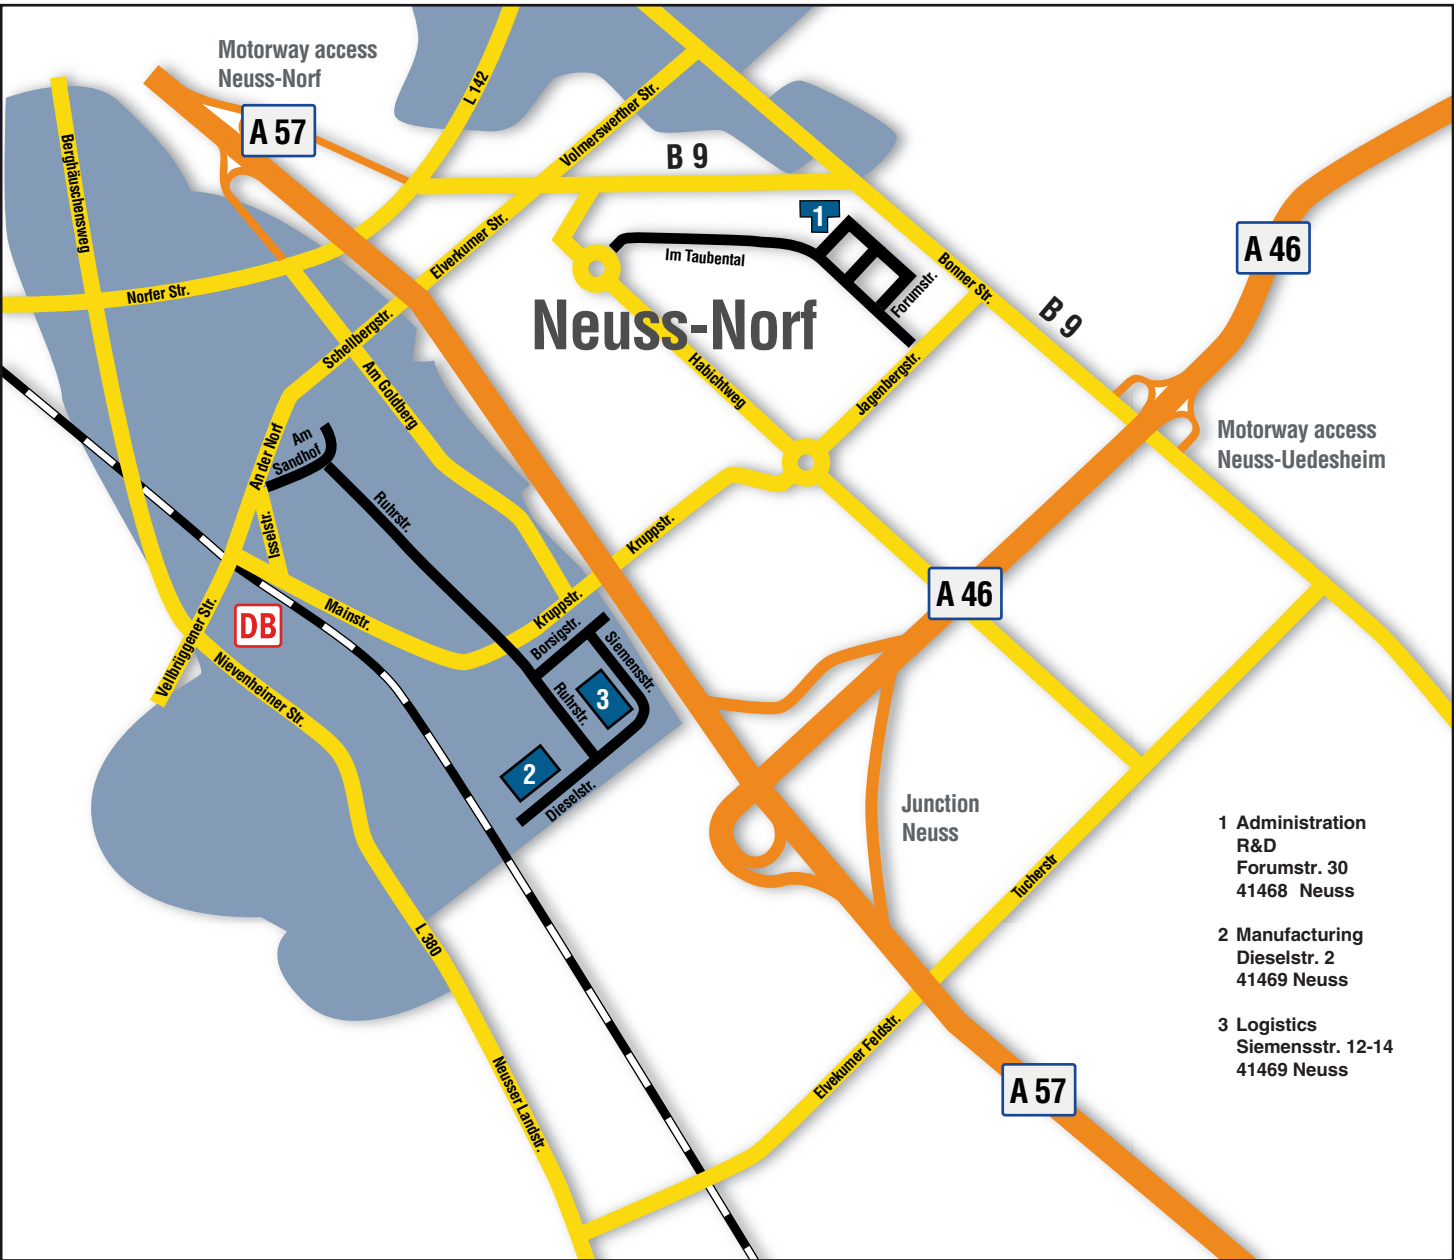 Motorway access
Neuss-Norf
A 57
L 142
Volmerswerther Str.
B 9
Berghäuschensweg
Elverkumer Str.
1
Im Taubental
Forumstr.
Bonner Str.
B 9
A 46
Norfer Str.
Neuss-Norf
Schellbergstr.
Am Goldberg
Habichtweg
Jagenbergstr.
Motorway access
Neuss-Uedesheim
An der Norf
Am
Sandhof
Isselstr.
Ruhrstr.
Kruppstr.
A 46
DB
Mainstr.
Kruppstr.
Borsigstr.
Siemensstr.
Vellbrüggener Str.
Nievenheimer Str.
Ruhrstr.
3
2
Dieselstr.
Junction
Neuss
Tucherstr
L 380
Neusser Landstr.
Elvekumer Feldstr.
A 57
1 Administration
R&D
Forumstr. 30
41468 Neuss
2 Manufacturing
Dieselstr. 2
41469 Neuss
3 Logistics
Siemensstr. 12-14
41469 Neuss